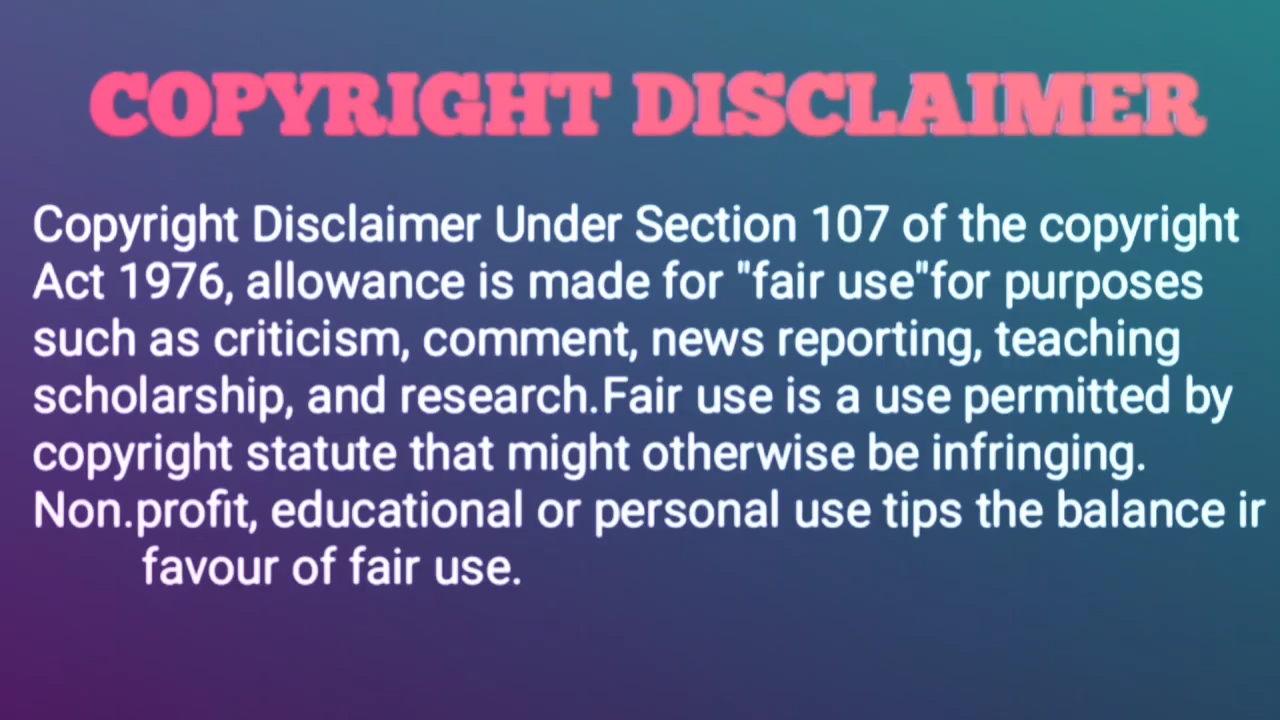 COPYRIGHT DISCLAIMER
Copyright Disclaimer Under Section 107 of the copyright
Act 1976, allowance is made for "fair use"for purposes
such as criticism, comment, news reporting, teaching
scholarship, and research.Fair use is a use permitted by
copyright statute that might otherwise be infringing.
Non.profit, educational or personal use tips the balance
favour of fair use.